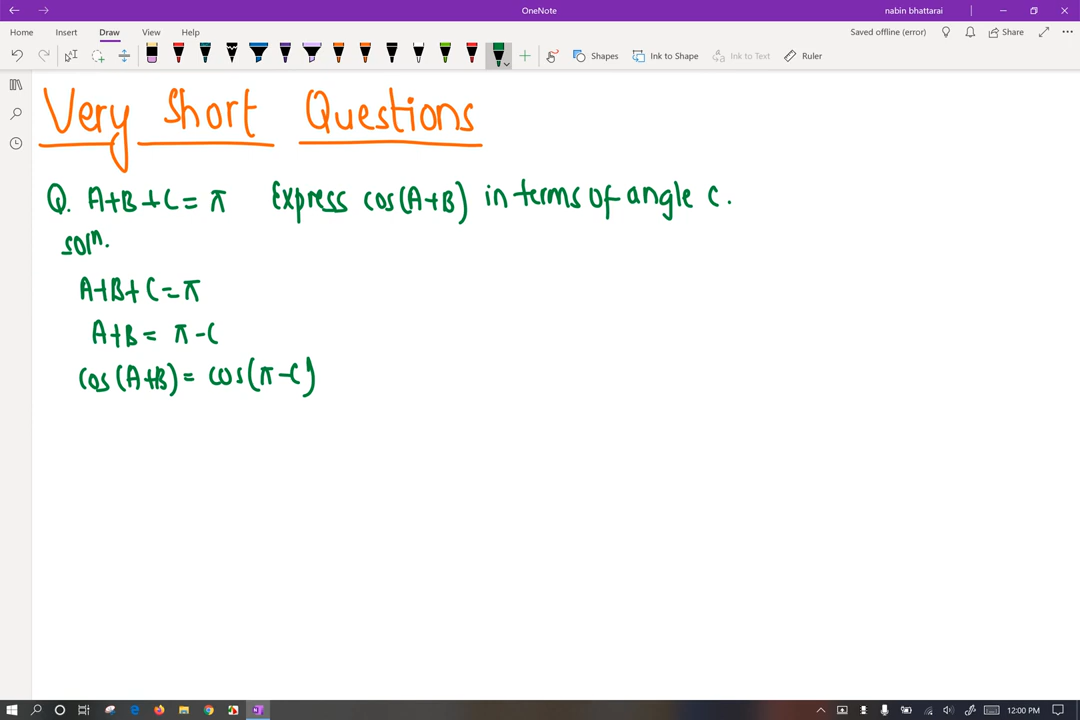 OneNote
nabin bhattarai
Home Insert Draw View Help
Saved offline (error) Share
Shapes Ink to Shape Ink to Text Ruler
Very Short Questions
Q. A+B+C=π Express cos(A+B) in terms of angle C.
solⁿ.
A+B+C=π
A+B=π-C
cos(A+B)=cos(π-C)
12:00 PM